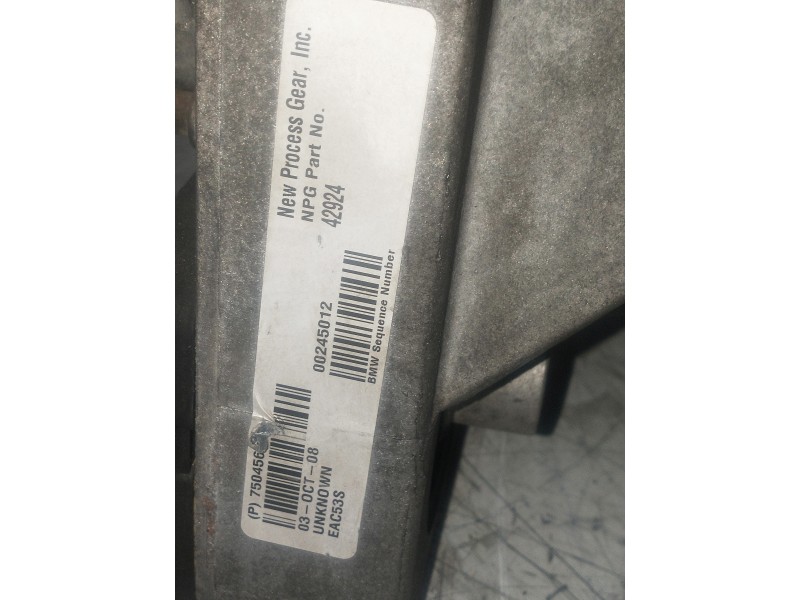 New Process Gear, Inc.
NPG Part No.
42924
00245012
BMW Sequence Number
(P) 750456
03-OCT-08
UNKNOWN
EAC53S